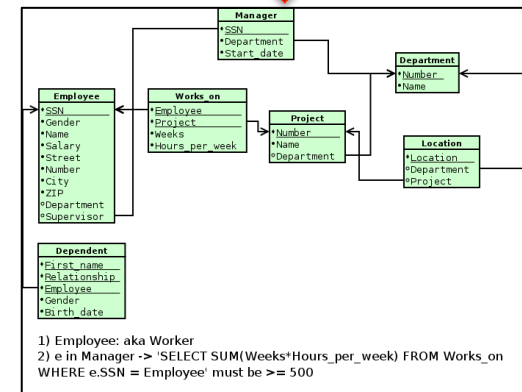 Manager
SSN
Department
Start_date
Department
Number
Name
Employee
SSN
Gender
Name
Salary
Street
Number
City
ZIP
Department
Supervisor
Works_on
Employee
Project
Weeks
Hours_per_week
Project
Number
Name
Department
Location
Location
Department
Project
Dependent
First_name
Relationship
Employee
Gender
Birth_date
1) Employee: aka Worker
2) e in Manager -> 'SELECT SUM(Weeks*Hours_per_week) FROM Works_on
WHERE e.SSN = Employee' must be >= 500